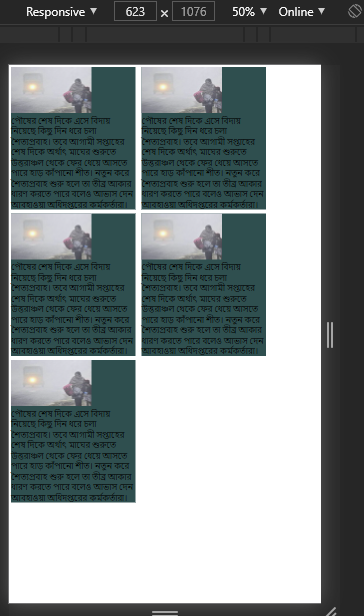 Responsive ▼ 623 × 1076 50% ▼ Online ▼
পৌষের শেষ দিকে এসে বিদায়
নিয়েছে কিছু দিন ধরে চলা
শৈত্যপ্রবাহ। তবে আগামী সপ্তাহের
শেষ দিকে অর্থাৎ মাঘের শুরুতে
উত্তরাঞ্চল থেকে ফের ধেয়ে আসতে
পারে হাড় কাঁপানো শীত। নতুন করে
শৈত্যপ্রবাহ শুরু হলে তা তীব্র আকার
ধারণ করতে পারে বলেও আভাস দেন
আবহাওয়া অধিদপ্তরের কর্মকর্তারা।
পৌষের শেষ দিকে এসে বিদায়
নিয়েছে কিছু দিন ধরে চলা
শৈত্যপ্রবাহ। তবে আগামী সপ্তাহের
শেষ দিকে অর্থাৎ মাঘের শুরুতে
উত্তরাঞ্চল থেকে ফের ধেয়ে আসতে
পারে হাড় কাঁপানো শীত। নতুন করে
শৈত্যপ্রবাহ শুরু হলে তা তীব্র আকার
ধারণ করতে পারে বলেও আভাস দেন
আবহাওয়া অধিদপ্তরের কর্মকর্তারা।
পৌষের শেষ দিকে এসে বিদায়
নিয়েছে কিছু দিন ধরে চলা
শৈত্যপ্রবাহ। তবে আগামী সপ্তাহের
শেষ দিকে অর্থাৎ মাঘের শুরুতে
উত্তরাঞ্চল থেকে ফের ধেয়ে আসতে
পারে হাড় কাঁপানো শীত। নতুন করে
শৈত্যপ্রবাহ শুরু হলে তা তীব্র আকার
ধারণ করতে পারে বলেও আভাস দেন
আবহাওয়া অধিদপ্তরের কর্মকর্তারা।
পৌষের শেষ দিকে এসে বিদায়
নিয়েছে কিছু দিন ধরে চলা
শৈত্যপ্রবাহ। তবে আগামী সপ্তাহের
শেষ দিকে অর্থাৎ মাঘের শুরুতে
উত্তরাঞ্চল থেকে ফের ধেয়ে আসতে
পারে হাড় কাঁপানো শীত। নতুন করে
শৈত্যপ্রবাহ শুরু হলে তা তীব্র আকার
ধারণ করতে পারে বলেও আভাস দেন
আবহাওয়া অধিদপ্তরের কর্মকর্তারা।
পৌষের শেষ দিকে এসে বিদায়
নিয়েছে কিছু দিন ধরে চলা
শৈত্যপ্রবাহ। তবে আগামী সপ্তাহের
শেষ দিকে অর্থাৎ মাঘের শুরুতে
উত্তরাঞ্চল থেকে ফের ধেয়ে আসতে
পারে হাড় কাঁপানো শীত। নতুন করে
শৈত্যপ্রবাহ শুরু হলে তা তীব্র আকার
ধারণ করতে পারে বলেও আভাস দেন
আবহাওয়া অধিদপ্তরের কর্মকর্তারা।